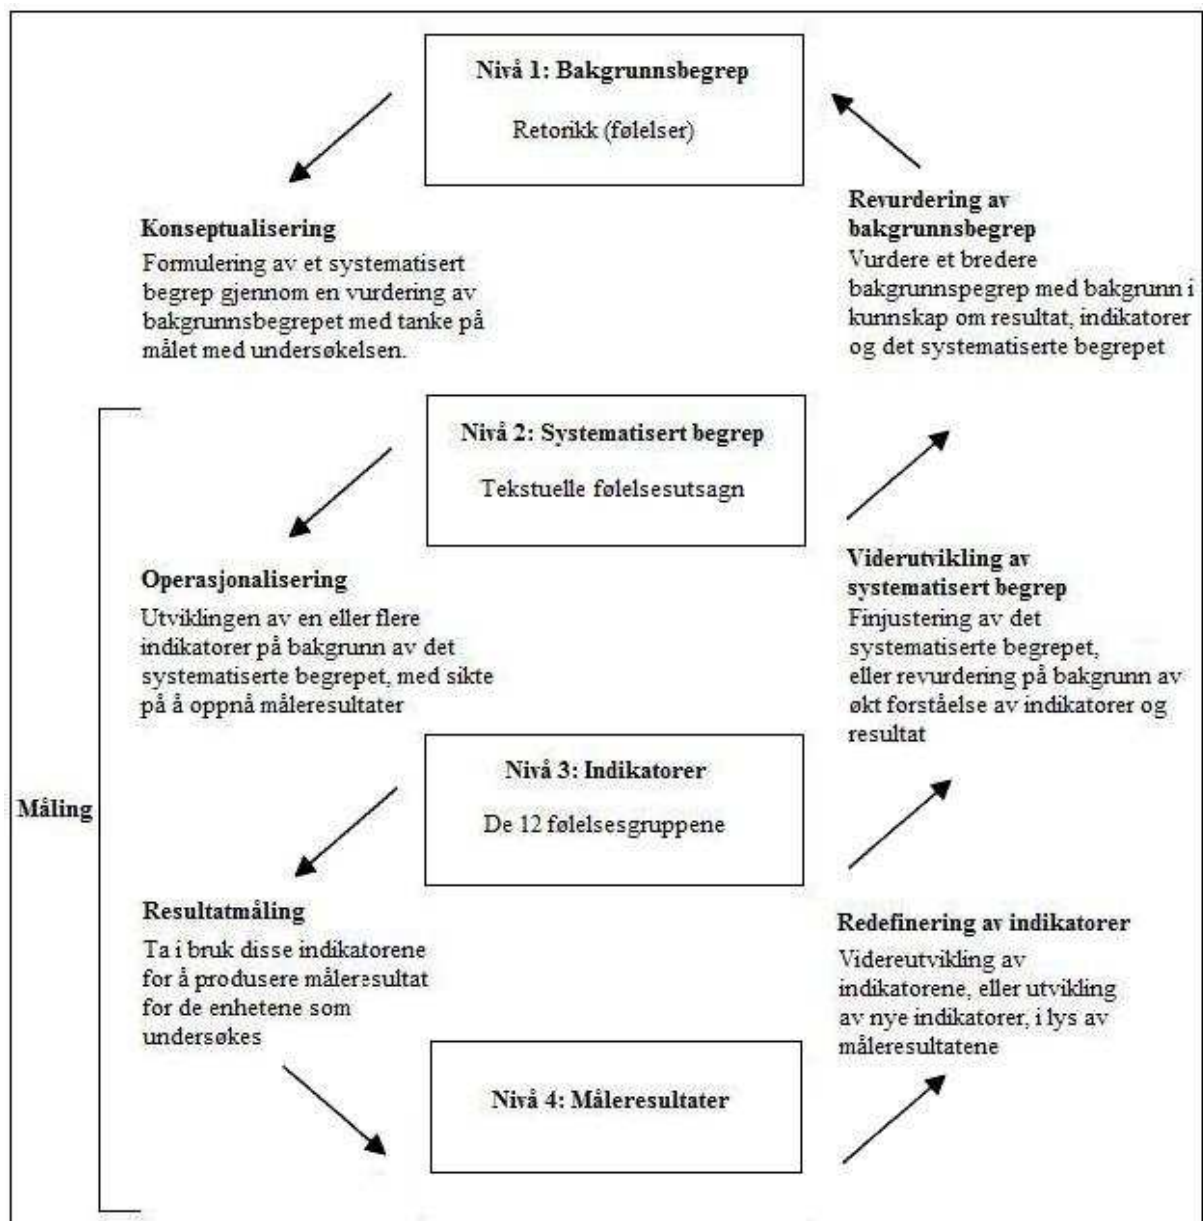 Nivå 1: Bakgrunnsbegrep
Retorikk (følelser)
Konseptualisering
Formulering av et systematisert
begrep gjennom en vurdering av
bakgrunnsbegrepet med tanke på
målet med undersøkelsen.
Revurdering av
bakgrunnsbegrep
Vurdere et bredere
bakgrunnspegrep med bakgrunn i
kunnskap om resultat, indikatorer
og det systematiserte begrepet
Nivå 2: Systematisert begrep
Tekstuelle følelsesutsagn
Operasjonalisering
Utviklingen av en eller flere
indikatorer på bakgrunn av det
systematiserte begrepet, med sikte
på å oppnå måleresultater
Viderutvikling av
systematisert begrep
Finjustering av det
systematiserte begrepet,
eller revurdering på bakgrunn av
økt forståelse av indikatorer og
resultat
Nivå 3: Indikatorer
De 12 følelsesgruppene
Måling
Resultatmåling
Ta i bruk disse indikatorene
for å produsere måleresultat
for de enhetene som
undersøkes
Redefinering av indikatorer
Videreutvikling av
indikatorene, eller utvikling
av nye indikatorer, i lys av
måleresultatene
Nivå 4: Måleresultater